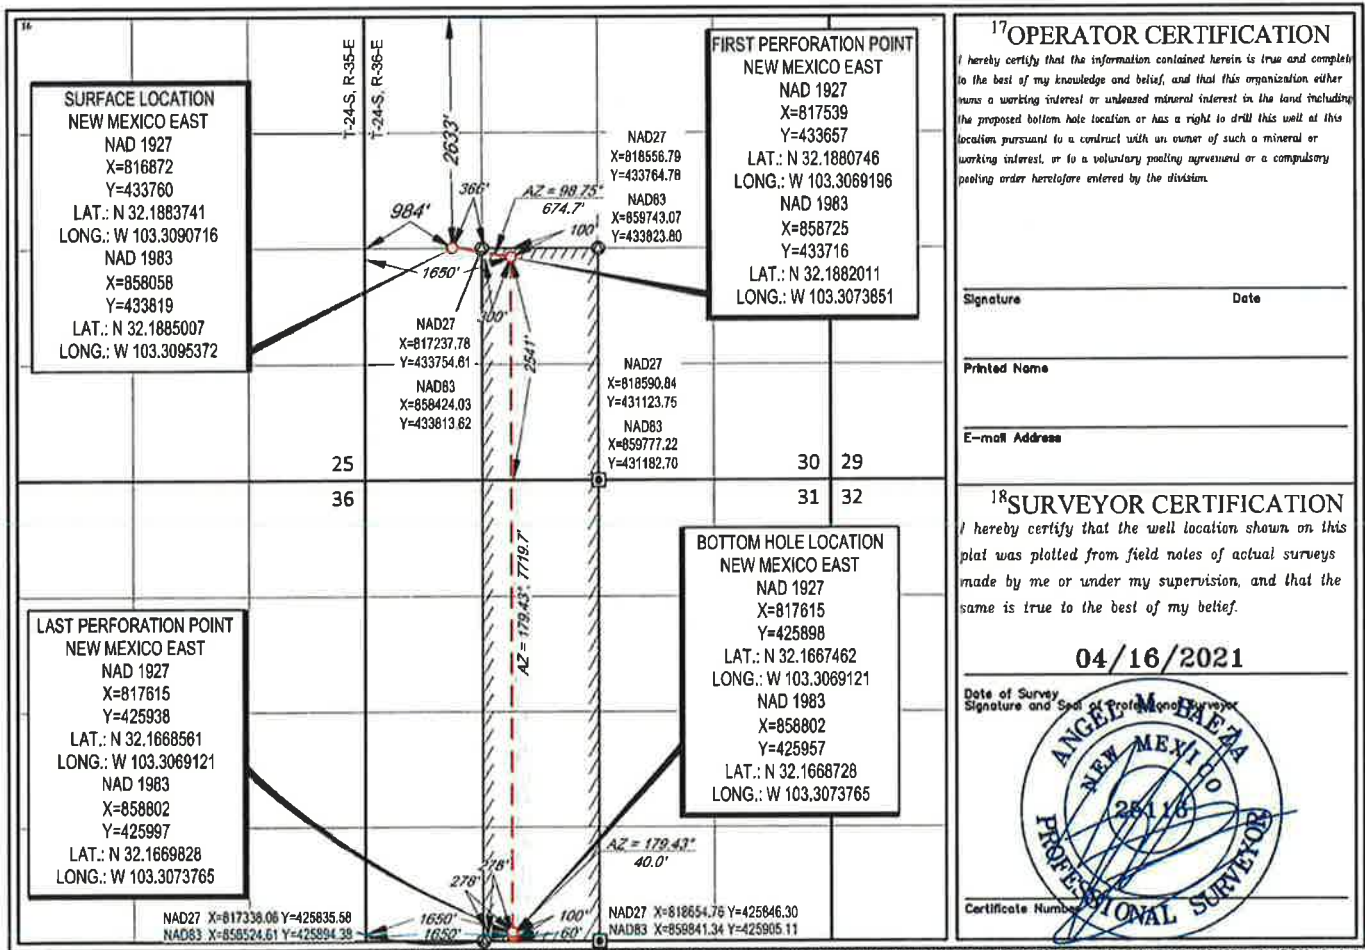 16
T-24-S, R-35-E
T-24-S, R-36-E
SURFACE LOCATION
NEW MEXICO EAST
NAD 1927
X=816872
Y=433760
LAT.: N 32.1883741
LONG.: W 103.3090716
NAD 1983
X=858058
Y=433819
LAT.: N 32.1885007
LONG.: W 103.3095372
FIRST PERFORATION POINT
NEW MEXICO EAST
NAD 1927
X=817539
Y=433657
LAT.: N 32.1880746
LONG.: W 103.3069196
NAD 1983
X=858725
Y=433716
LAT.: N 32.1882011
LONG.: W 103.3073851
2633'
984'
366'
AZ = 98.75°
674.7'
100'
1650'
300'
2541'
NAD27
X=818556.79
Y=433764.78
NAD83
X=859743.07
Y=433823.80
NAD27
X=817237.78
Y=433754.61
NAD83
X=858424.03
Y=433813.62
NAD27
X=818590.84
Y=431123.75
NAD83
X=859777.22
Y=431182.70
25
30 29
36
31 32
AZ = 179.43°, 7719.7'
LAST PERFORATION POINT
NEW MEXICO EAST
NAD 1927
X=817615
Y=425938
LAT.: N 32.1668561
LONG.: W 103.3069121
NAD 1983
X=858802
Y=425997
LAT.: N 32.1669828
LONG.: W 103.3073765
BOTTOM HOLE LOCATION
NEW MEXICO EAST
NAD 1927
X=817615
Y=425898
LAT.: N 32.1667462
LONG.: W 103.3069121
NAD 1983
X=858802
Y=425957
LAT.: N 32.1668728
LONG.: W 103.3073765
AZ = 179.43°
40.0'
278'
278'
1650'
1650'
100'
60'
NAD27 X=817338.06 Y=425835.58
NAD83 X=858524.61 Y=425894.38
NAD27 X=818654.76 Y=425846.30
NAD83 X=859841.34 Y=425905.11
17 OPERATOR CERTIFICATION
I hereby certify that the information contained herein is true and complete
to the best of my knowledge and belief, and that this organization either
owns a working interest or unleased mineral interest in the land including
the proposed bottom hole location or has a right to drill this well at this
location pursuant to a contract with an owner of such a mineral or
working interest, or to a voluntary pooling agreement or a compulsory
pooling order heretofore entered by the division.
Signature Date
Printed Name
E-mail Address
18 SURVEYOR CERTIFICATION
I hereby certify that the well location shown on this
plat was plotted from field notes of actual surveys
made by me or under my supervision, and that the
same is true to the best of my belief.
04/16/2021
Date of Survey
Signature and Seal of Professional Surveyor
ANGEL M. BAEZA
NEW MEXICO
25116
PROFESSIONAL SURVEYOR
Certificate Number